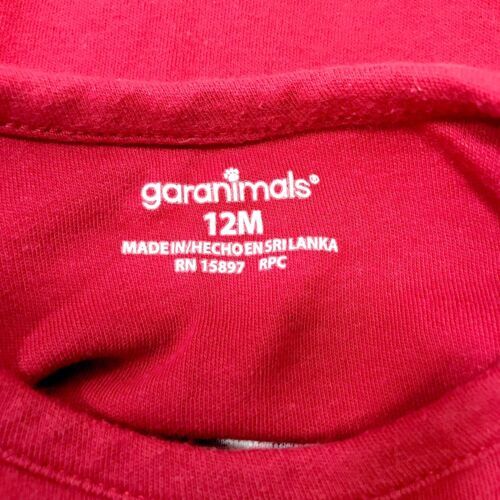 garanimals®
12M
MADE IN/HECHO EN SRI LANKA
RN 15897 RPC